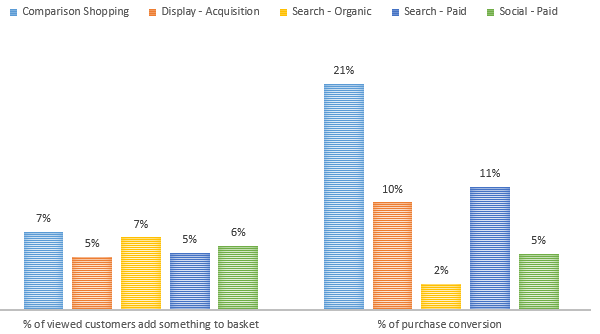 Comparison Shopping Display - Acquisition Search - Organic Search - Paid Social - Paid
21%
7% 5% 7% 5% 6%
10% 2% 11% 5%
% of viewed customers add something to basket % of purchase conversion